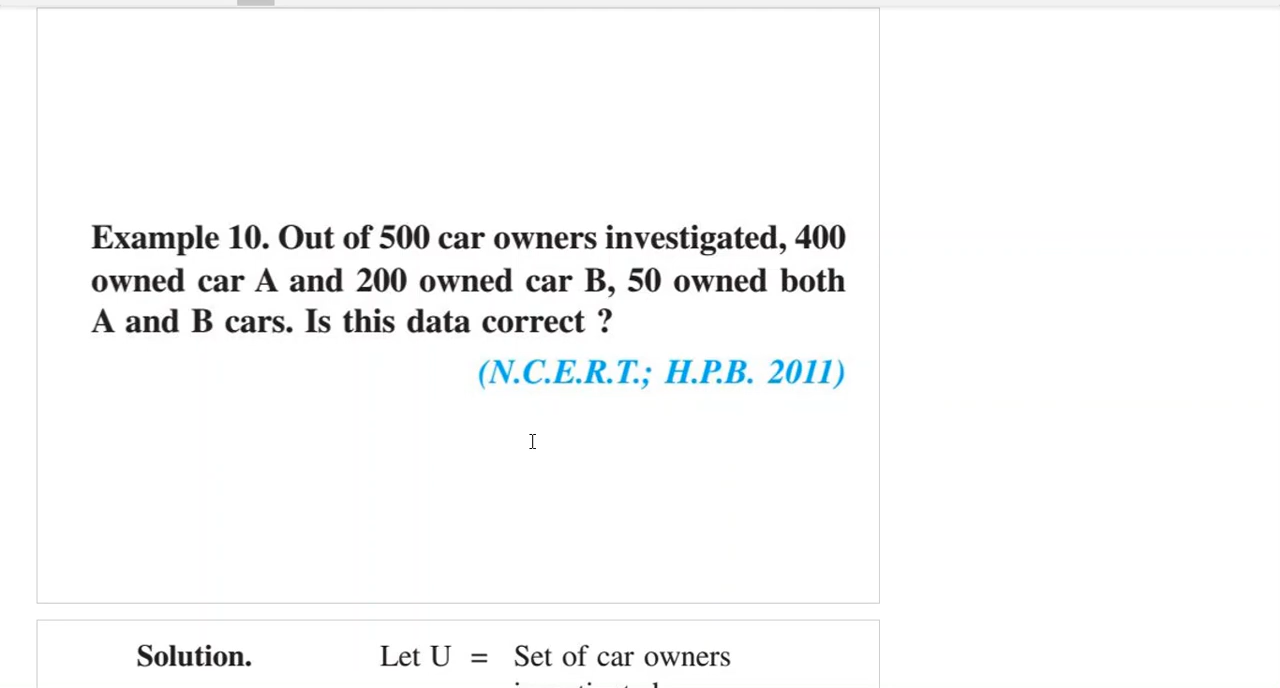 Example 10. Out of 500 car owners investigated, 400
owned car A and 200 owned car B, 50 owned both
A and B cars. Is this data correct ?
(N.C.E.R.T.; H.P.B. 2011)
Solution. Let U = Set of car owners